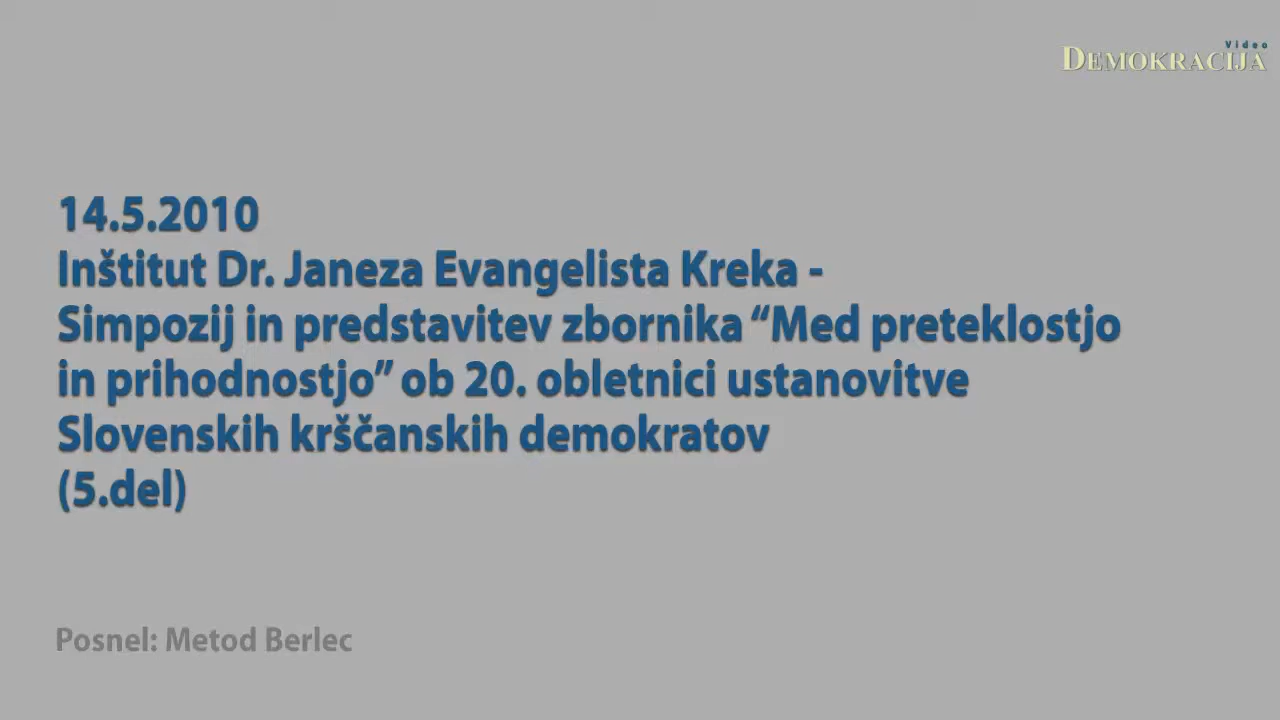 Video
DEMOKRACIJA
14.5.2010
Inštitut Dr. Janeza Evangelista Kreka -
Simpozij in predstavitev zbornika “Med preteklostjo
in prihodnostjo” ob 20. obletnici ustanovitve
Slovenskih krščanskih demokratov
(5.del)
Posnel: Metod Berlec